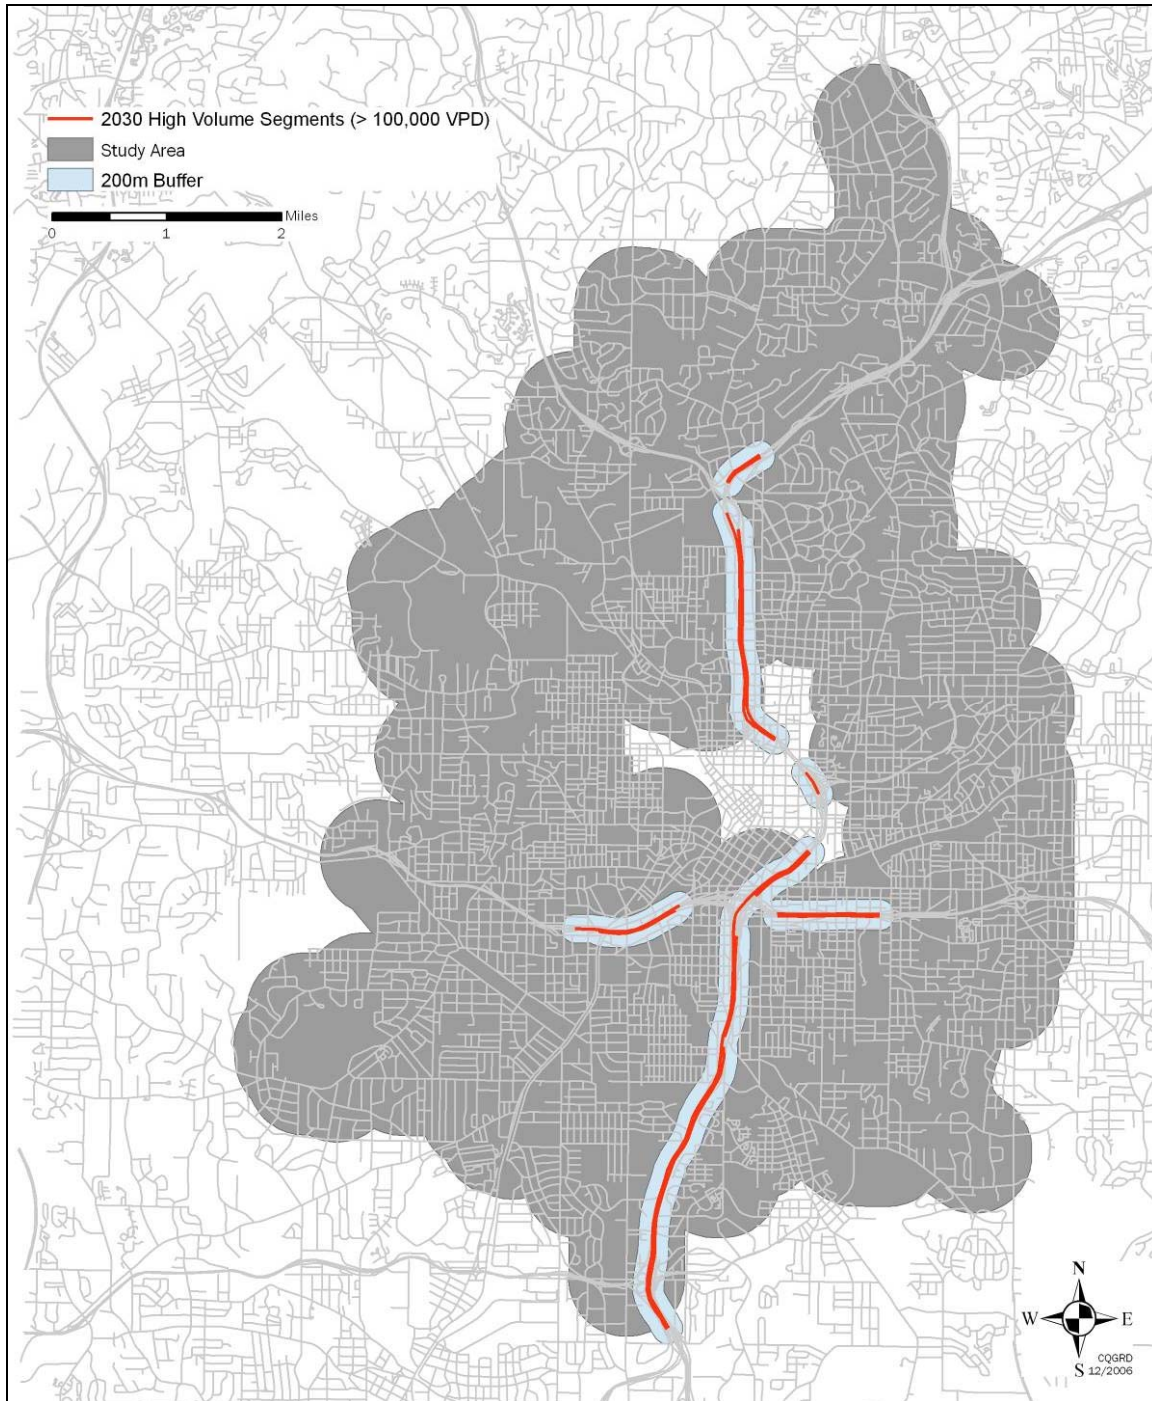 2030 High Volume Segments (> 100,000 VPD)
Study Area
200m Buffer
Miles
0 1 2
N
W E
S
CQGRD
12/2006